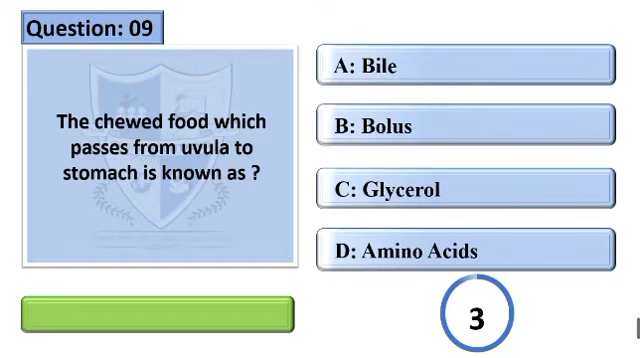 Question: 09
The chewed food which
passes from uvula to
stomach is known as ?
A: Bile
B: Bolus
C: Glycerol
D: Amino Acids
3